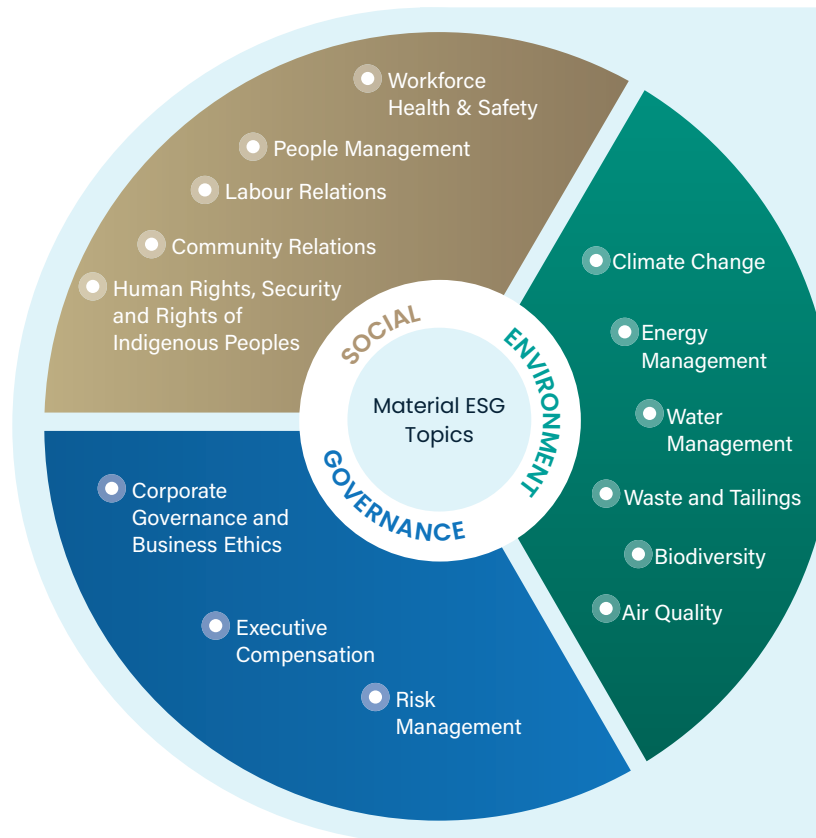 Workforce
Health & Safety
People Management
Labour Relations
Community Relations
Human Rights, Security
and Rights of
Indigenous Peoples
SOCIAL
ENVIRONMENT
GOVERNANCE
Material ESG
Topics
Climate Change
Energy
Management
Water
Management
Waste and Tailings
Biodiversity
Air Quality
Corporate
Governance and
Business Ethics
Executive
Compensation
Risk
Management